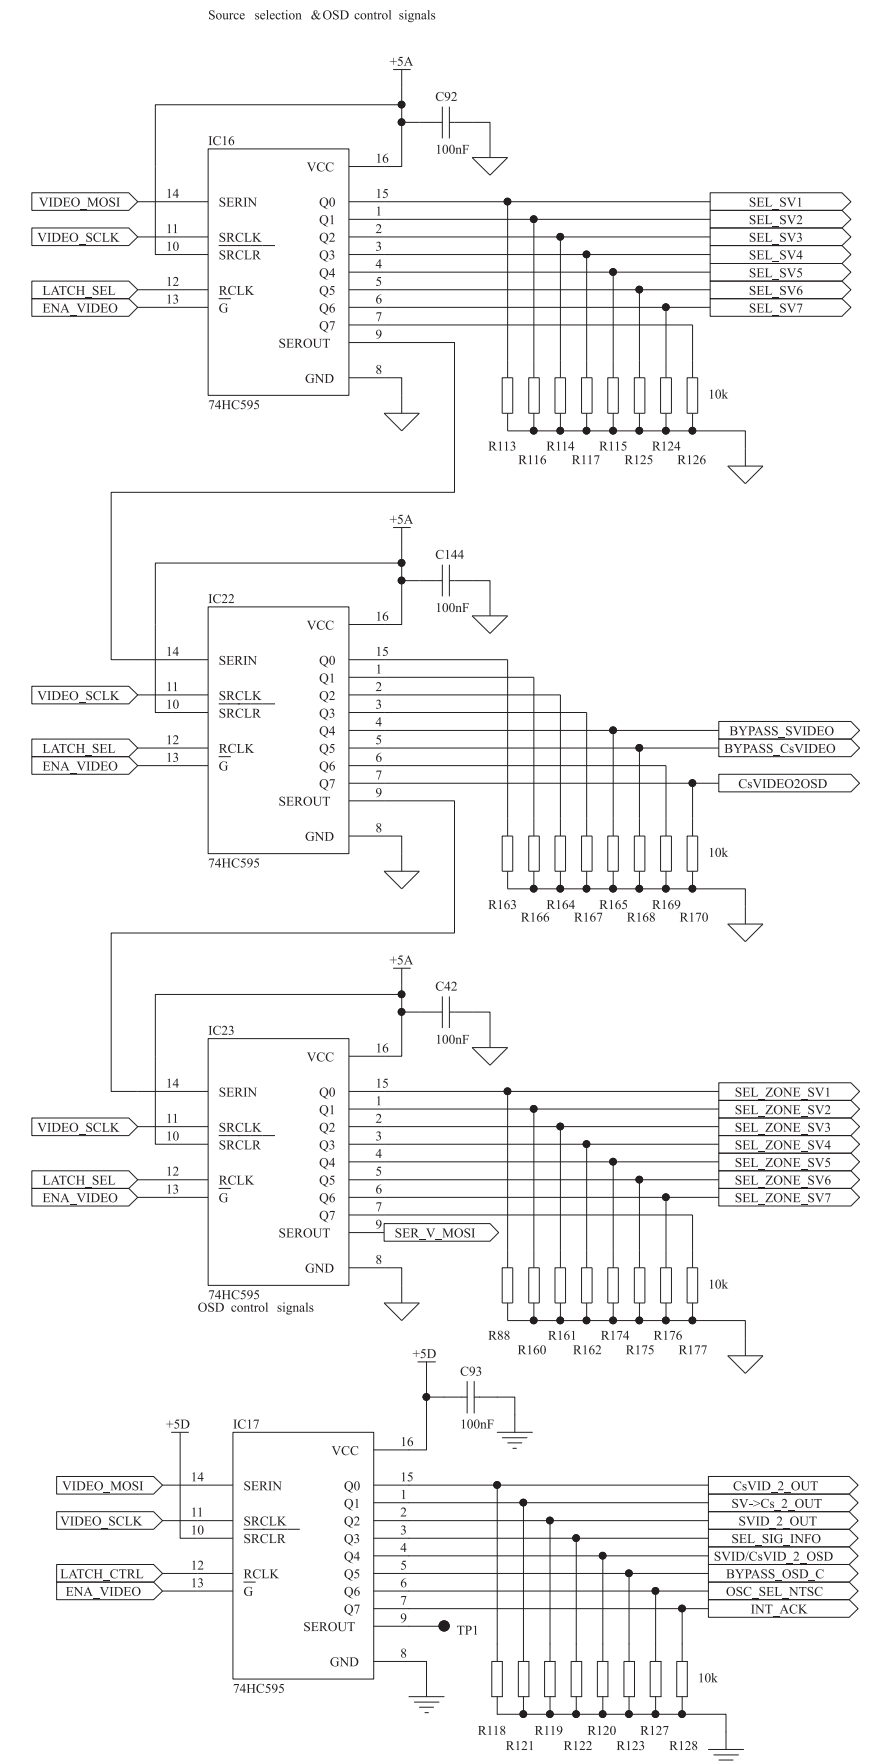 Source selection &OSD control signals
+5A
C92
100nF
IC16
VCC 16
VIDEO_MOSI 14 SERIN Q0 15 SEL_SV1
Q1 1 SEL_SV2
VIDEO_SCLK 11 SRCLK Q2 2 SEL_SV3
10 SRCLR Q3 3 SEL_SV4
Q4 4 SEL_SV5
LATCH_SEL 12 RCLK Q5 5 SEL_SV6
ENA_VIDEO 13 G Q6 6 SEL_SV7
Q7 7
SEROUT 9
GND 8
10k
74HC595
R113 R114 R115 R124
R116 R117 R125 R126
+5A
C144
100nF
IC22
VCC 16
14 SERIN Q0 15
Q1 1
VIDEO_SCLK 11 SRCLK Q2 2
10 SRCLR Q3 3
Q4 4 BYPASS_SVIDEO
LATCH_SEL 12 RCLK Q5 5 BYPASS_CsVIDEO
ENA_VIDEO 13 G Q6 6
Q7 7 CsVIDEO2OSD
SEROUT 9
GND 8
10k
74HC595
R163 R164 R165 R169
R166 R167 R168 R170
+5A
C42
100nF
IC23
VCC 16
14 SERIN Q0 15 SEL_ZONE_SV1
Q1 1 SEL_ZONE_SV2
VIDEO_SCLK 11 SRCLK Q2 2 SEL_ZONE_SV3
10 SRCLR Q3 3 SEL_ZONE_SV4
Q4 4 SEL_ZONE_SV5
LATCH_SEL 12 RCLK Q5 5 SEL_ZONE_SV6
ENA_VIDEO 13 G Q6 6 SEL_ZONE_SV7
Q7 7
SEROUT 9 SER_V_MOSI
GND 8
10k
74HC595
OSD control signals
R88 R161 R174 R176
R160 R162 R175 R177
+5D
C93
100nF
+5D
IC17
VCC 16
VIDEO_MOSI 14 SERIN Q0 15 CsVID_2_OUT
Q1 1 SV->Cs_2_OUT
VIDEO_SCLK 11 SRCLK Q2 2 SVID_2_OUT
10 SRCLR Q3 3 SEL_SIG_INFO
Q4 4 SVID/CsVID_2_OSD
LATCH_CTRL 12 RCLK Q5 5 BYPASS_OSD_C
ENA_VIDEO 13 G Q6 6 OSC_SEL_NTSC
Q7 7 INT_ACK
SEROUT 9 TP1
GND 8
10k
74HC595
R118 R119 R120 R127
R121 R122 R123 R128